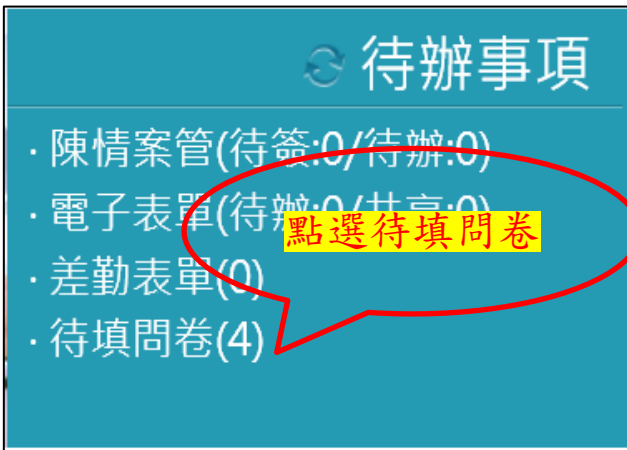 待辦事項
· 陳情案管(待簽:0/待辦:0)
· 電子表單(待辦:0/共享:0)
點選待填問卷
· 差勤表單(0)
· 待填問卷(4)